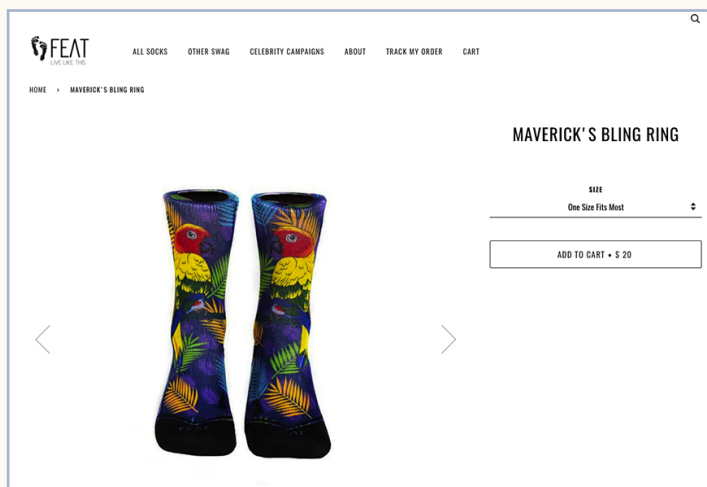 FEAT
LIVE LIKE THIS.
ALL SOCKS OTHER SWAG CELEBRITY CAMPAIGNS ABOUT TRACK MY ORDER CART
HOME › MAVERICK'S BLING RING
MAVERICK'S BLING RING
SIZE
One Size Fits Most
ADD TO CART • $ 20